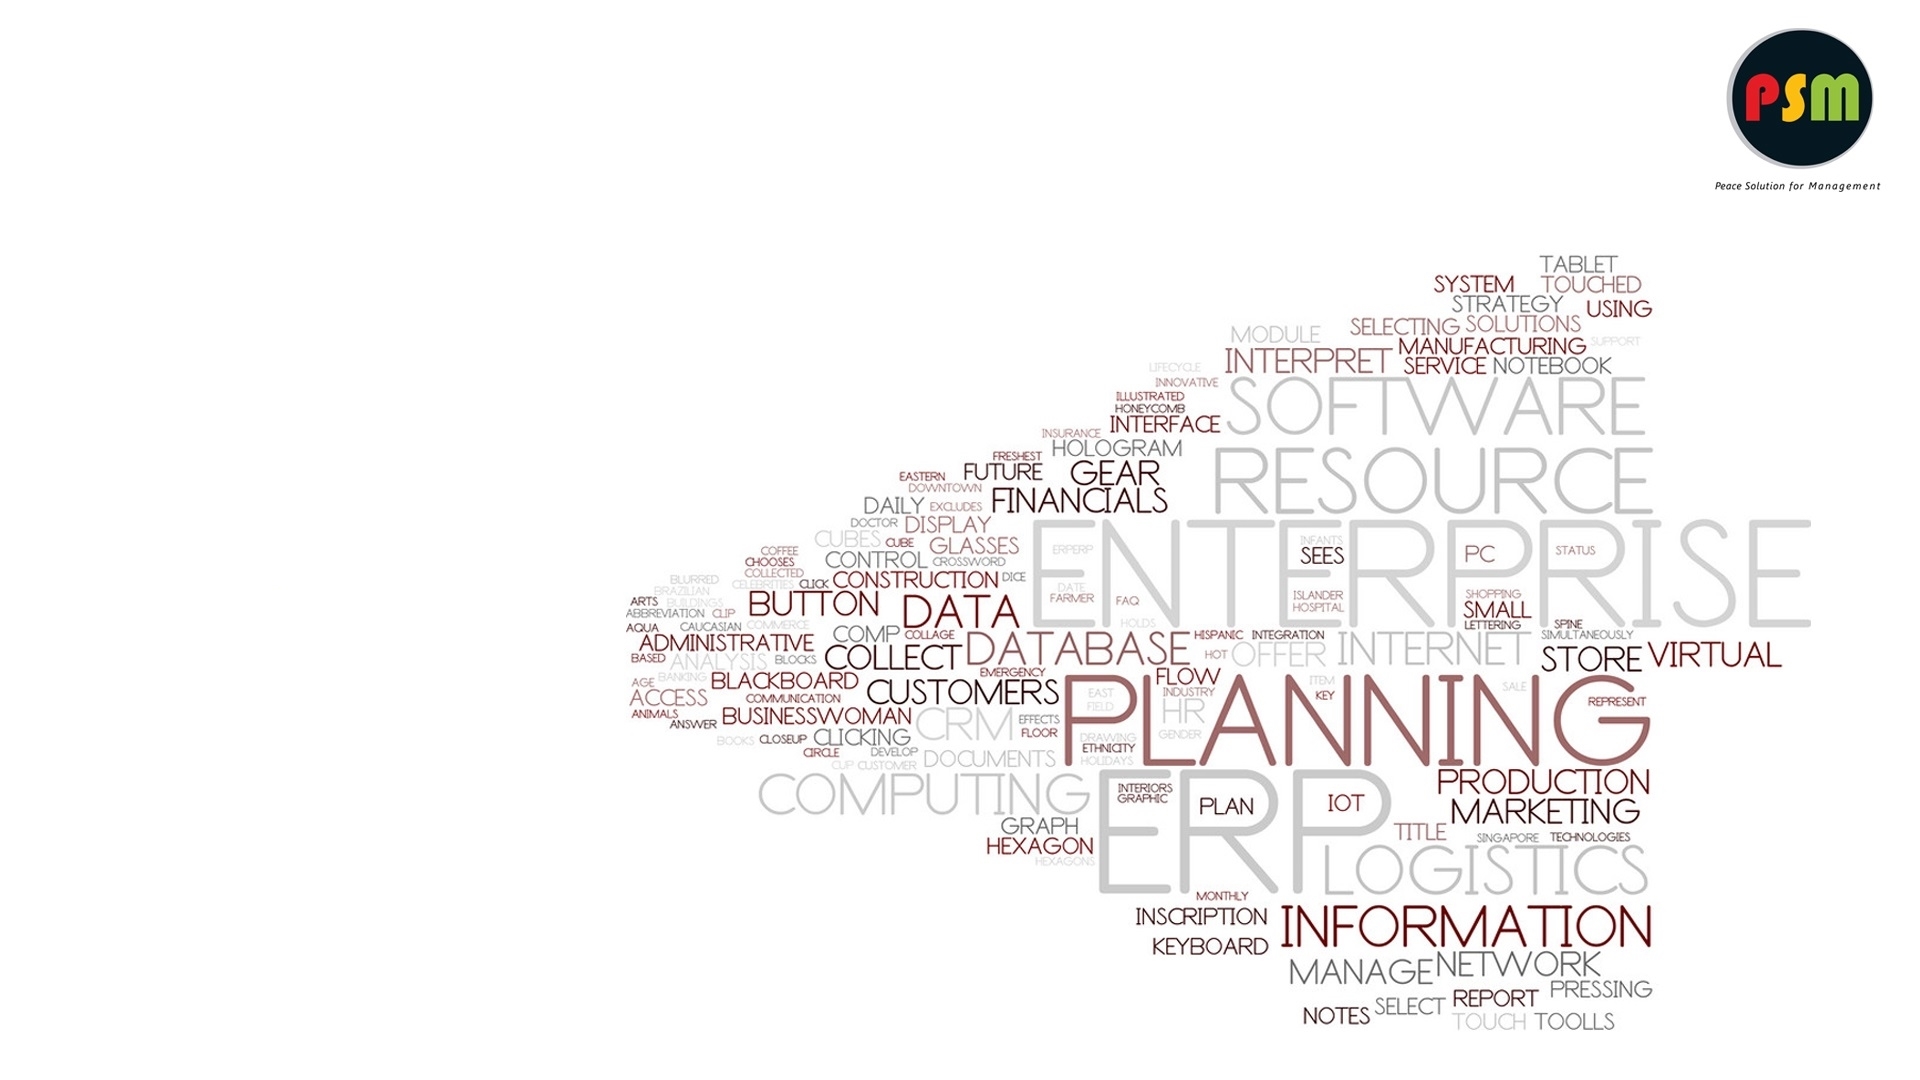 PSM
Peace Solution for Management
TABLET
SYSTEM TOUCHED
STRATEGY USING
MODULE SELECTING SOLUTIONS
INTERPRET MANUFACTURING SUPPORT
LIFECYCLE SERVICE NOTEBOOK
INNOVATIVE SOFTWARE
ILLUSTRATED
HONEYCOMB
INTERFACE
INSURANCE HOLOGRAM
FRESHEST RESOURCE
EASTERN FUTURE GEAR
DOWNTOWN FINANCIALS
DAILY EXCLUDES
DOCTOR DISPLAY
CUBES CUBE GLASSES ENTERPRISE
ERPERP INFANTS SEES PC STATUS
COFFEE
CHOOSES CONTROL CROSSWORD
COLLECTED
BLURRED CELEBRITIES CLICK CONSTRUCTION DICE
BRAZILIAN DATE
ARTS BUILDINGS BUTTON DATA FARMER FAQ ISLANDER SHOPPING
ABBREVIATION CLIP HOSPITAL SMALL
AQUA CAUCASIAN COMMERCE HOLDS LETTERING SPINE
ADMINISTRATIVE COMP COLLAGE DATABASE HISPANIC INTEGRATION INTERNET SIMULTANEOUSLY
BASED ANALYSIS BLOCKS COLLECT HOT OFFER STORE VIRTUAL
AGE BANKING BLACKBOARD EMERGENCY FLOW ITEM SALE
ACCESS COMMUNICATION CUSTOMERS PLANNING EAST INDUSTRY KEY REPRESENT
ANIMALS BUSINESSWOMAN CRM EFFECTS FIELD HR
ANSWER FLOOR GENDER
BOOKS CLOSEUP CLICKING DRAWING
CIRCLE DEVELOP DOCUMENTS ETHNICITY
CUP CUSTOMER HOLIDAYS
COMPUTING ERP INTERIORS PRODUCTION
GRAPHIC PLAN IOT MARKETING
GRAPH TITLE SINGAPORE TECHNOLOGIES
HEXAGON LOGISTICS
HEXAGONS
MONTHLY
INSCRIPTION INFORMATION
KEYBOARD
MANAGE NETWORK
PRESSING
NOTES SELECT REPORT
TOUCH TOOLLS